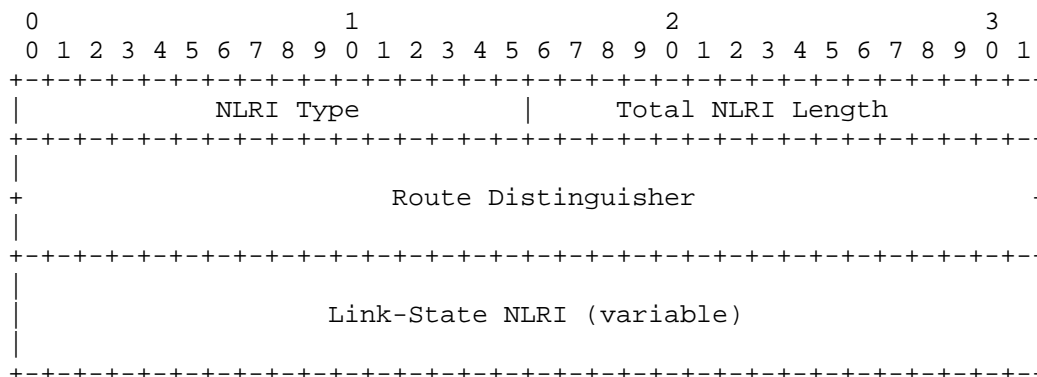 0                   1                   2                   3
0 1 2 3 4 5 6 7 8 9 0 1 2 3 4 5 6 7 8 9 0 1 2 3 4 5 6 7 8 9 0 1
+-+-+-+-+-+-+-+-+-+-+-+-+-+-+-+-+-+-+-+-+-+-+-+-+-+-+-+-+-+-+-+-
|            NLRI Type          |     Total NLRI Length
+-+-+-+-+-+-+-+-+-+-+-+-+-+-+-+-+-+-+-+-+-+-+-+-+-+-+-+-+-+-+-+-
|
+                       Route Distinguisher                     -
|
+-+-+-+-+-+-+-+-+-+-+-+-+-+-+-+-+-+-+-+-+-+-+-+-+-+-+-+-+-+-+-+-
|
|                   Link-State NLRI (variable)
|
+-+-+-+-+-+-+-+-+-+-+-+-+-+-+-+-+-+-+-+-+-+-+-+-+-+-+-+-+-+-+-+-